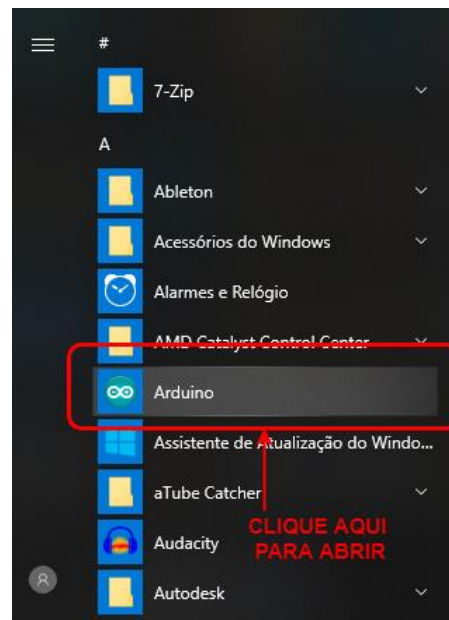 #
7-Zip
A
Ableton
Acessórios do Windows
Alarmes e Relógio
AMD Catalyst Control Center
Arduino
Assistente de Atualização do Windo...
aTube Catcher
CLIQUE AQUI
PARA ABRIR
Audacity
Autodesk